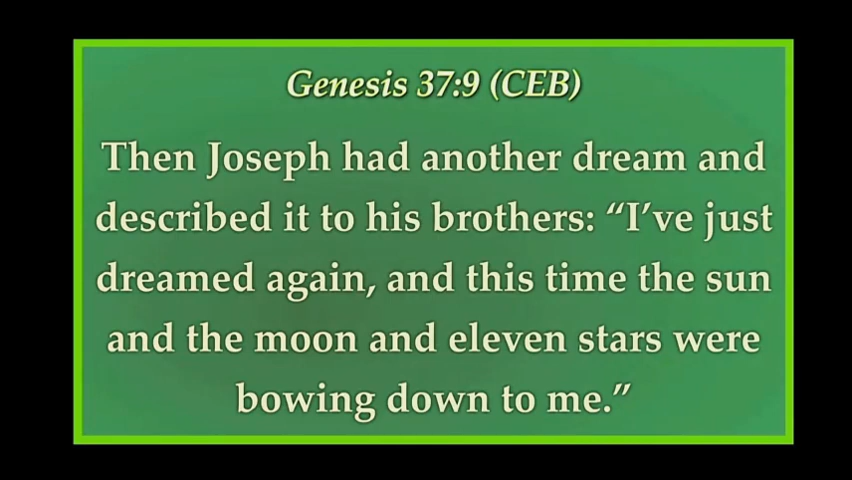 Genesis 37:9 (CEB)
Then Joseph had another dream and
described it to his brothers: “I’ve just
dreamed again, and this time the sun
and the moon and eleven stars were
bowing down to me.”